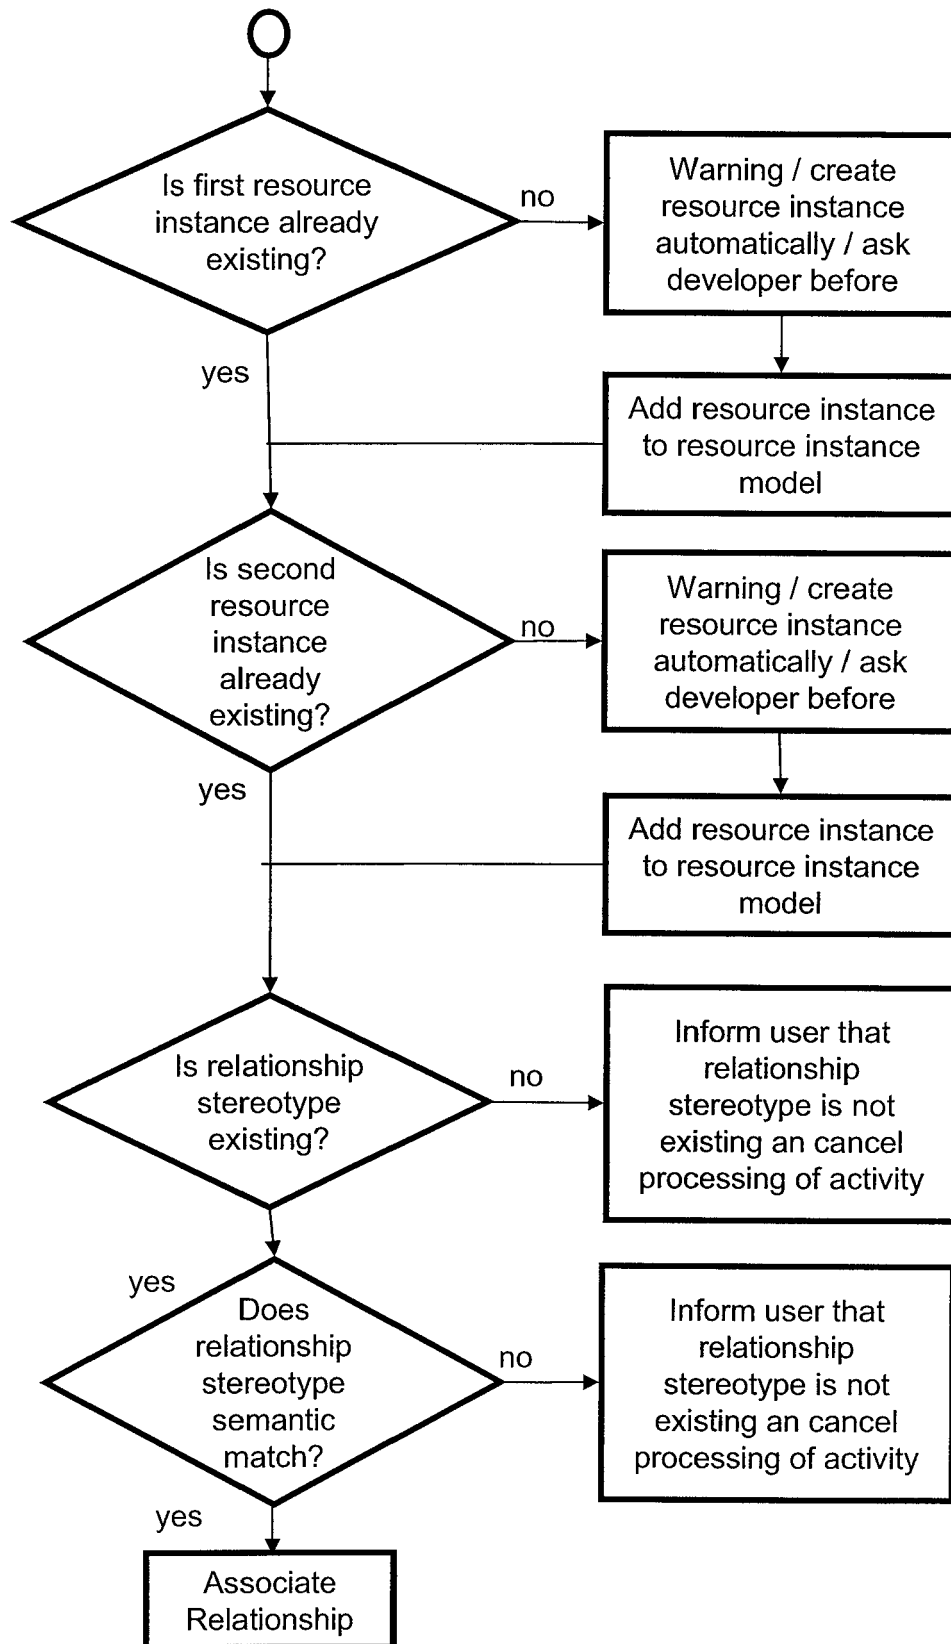 Is first resource
instance already
existing?
no
Warning / create
resource instance
automatically / ask
developer before
yes
Add resource instance
to resource instance
model
Is second
resource
instance
already
existing?
no
Warning / create
resource instance
automatically / ask
developer before
yes
Add resource instance
to resource instance
model
Is relationship
stereotype
existing?
no
Inform user that
relationship
stereotype is not
existing an cancel
processing of activity
yes
Does
relationship
stereotype
semantic
match?
no
Inform user that
relationship
stereotype is not
existing an cancel
processing of activity
yes
Associate
Relationship